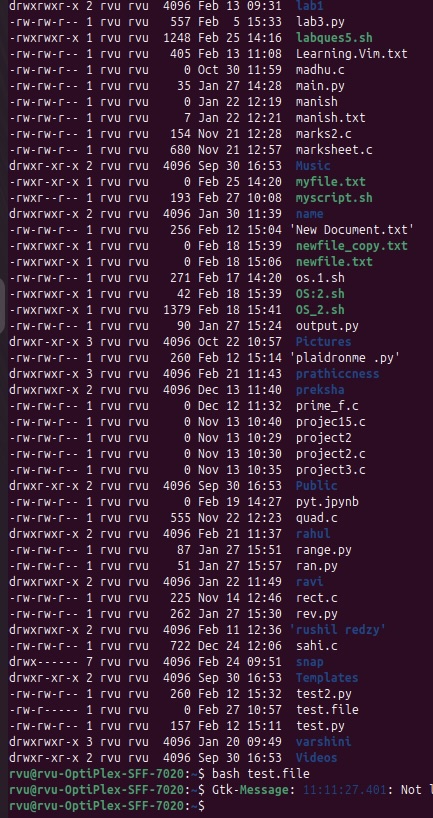 drwxrwxr-x 2 rvu rvu 4096 Feb 13 09:31 lab1
-rw-rw-r-- 1 rvu rvu 557 Feb 5 15:33 lab3.py
-rwxr-xr-x 1 rvu rvu 1248 Feb 25 14:16 labques5.sh
-rw-rw-r-- 1 rvu rvu 405 Feb 13 11:08 Learning.Vim.txt
-rw-rw-r-- 1 rvu rvu 0 Oct 30 11:59 madhu.c
-rw-rw-r-- 1 rvu rvu 35 Jan 27 14:28 main.py
-rw-rw-r-- 1 rvu rvu 0 Jan 22 12:19 manish
-rw-rw-r-- 1 rvu rvu 7 Jan 22 12:21 manish.txt
-rw-rw-r-- 1 rvu rvu 154 Nov 21 12:28 marks2.c
-rw-rw-r-- 1 rvu rvu 680 Nov 21 12:57 marksheet.c
drwxr-xr-x 2 rvu rvu 4096 Sep 30 16:53 Music
-rwxr-xr-x 1 rvu rvu 0 Feb 25 14:20 myfile.txt
-rwxr--r-- 1 rvu rvu 193 Feb 27 10:08 myscript.sh
drwxrwxr-x 2 rvu rvu 4096 Jan 30 11:39 name
-rw-rw-r-- 1 rvu rvu 256 Feb 12 15:04 'New Document.txt'
-rwxrwxr-x 1 rvu rvu 0 Feb 18 15:39 newfile_copy.txt
-rwxrwxr-x 1 rvu rvu 0 Feb 18 15:06 newfile.txt
-rw-rw-r-- 1 rvu rvu 271 Feb 17 14:20 os.1.sh
-rwxrwxr-x 1 rvu rvu 42 Feb 18 15:39 OS:2.sh
-rwxrwxr-x 1 rvu rvu 1379 Feb 18 15:41 OS_2.sh
-rw-rw-r-- 1 rvu rvu 90 Jan 27 15:24 output.py
drwxr-xr-x 3 rvu rvu 4096 Oct 22 10:57 Pictures
-rw-rw-r-- 1 rvu rvu 260 Feb 12 15:14 'plaidronme .py'
drwxrwxr-x 3 rvu rvu 4096 Feb 21 11:43 prathiccness
drwxrwxr-x 2 rvu rvu 4096 Dec 13 11:40 preksha
-rw-rw-r-- 1 rvu rvu 0 Dec 12 11:32 prime_f.c
-rw-rw-r-- 1 rvu rvu 0 Nov 13 10:40 projec15.c
-rw-rw-r-- 1 rvu rvu 0 Nov 13 10:29 project2
-rw-rw-r-- 1 rvu rvu 0 Nov 13 10:30 project2.c
-rw-rw-r-- 1 rvu rvu 0 Nov 13 10:35 project3.c
drwxr-xr-x 2 rvu rvu 4096 Sep 30 16:53 Public
-rw-rw-r-- 1 rvu rvu 0 Feb 19 14:27 pyt.jpynb
-rw-rw-r-- 1 rvu rvu 555 Nov 22 12:23 quad.c
drwxrwxr-x 2 rvu rvu 4096 Feb 21 11:37 rahul
-rw-rw-r-- 1 rvu rvu 87 Jan 27 15:51 range.py
-rw-rw-r-- 1 rvu rvu 51 Jan 27 15:57 ran.py
drwxrwxr-x 2 rvu rvu 4096 Jan 22 11:49 ravi
-rw-rw-r-- 1 rvu rvu 225 Nov 14 12:46 rect.c
-rw-rw-r-- 1 rvu rvu 262 Jan 27 15:30 rev.py
drwxrwxr-x 2 rvu rvu 4096 Feb 11 12:36 'rushil redzy'
-rw-rw-r-- 1 rvu rvu 722 Dec 24 12:06 sahi.c
drwx------ 7 rvu rvu 4096 Feb 24 09:51 snap
drwxr-xr-x 2 rvu rvu 4096 Sep 30 16:53 Templates
-rw-rw-r-- 1 rvu rvu 260 Feb 12 15:32 test2.py
-rw-r----- 1 rvu rvu 0 Feb 27 10:57 test.file
-rw-rw-r-- 1 rvu rvu 157 Feb 12 15:11 test.py
drwxrwxr-x 3 rvu rvu 4096 Jan 20 09:49 varshini
drwxr-xr-x 2 rvu rvu 4096 Sep 30 16:53 Videos
rvu@rvu-OptiPlex-SFF-7020:~$ bash test.file
rvu@rvu-OptiPlex-SFF-7020:~$ Gtk-Message: 11:11:27.401: Not l
rvu@rvu-OptiPlex-SFF-7020:~$